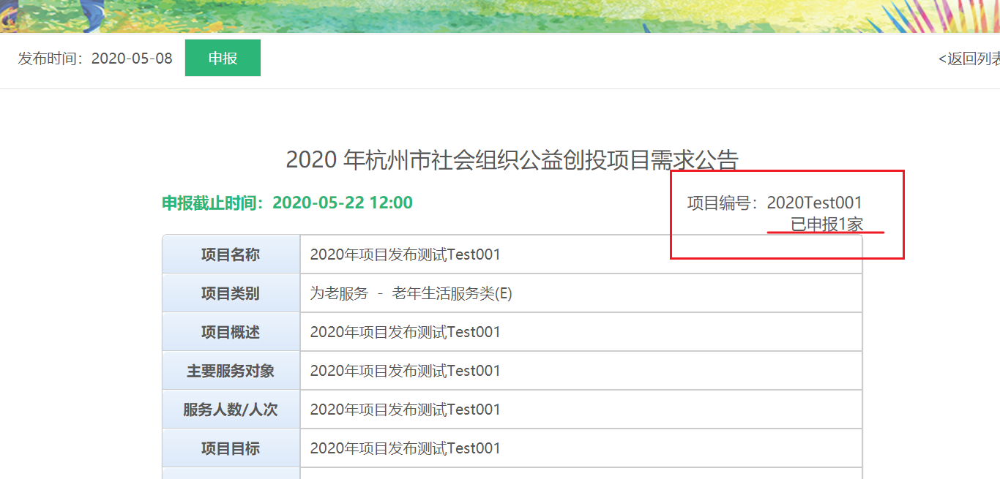 发布时间：2020-05-08 申报 <返回列表
2020 年杭州市社会组织公益创投项目需求公告
申报截止时间：2020-05-22 12:00 项目编号：2020Test001
已申报1家
项目名称 2020年项目发布测试Test001
项目类别 为老服务 - 老年生活服务类(E)
项目概述 2020年项目发布测试Test001
主要服务对象 2020年项目发布测试Test001
服务人数/人次 2020年项目发布测试Test001
项目目标 2020年项目发布测试Test001